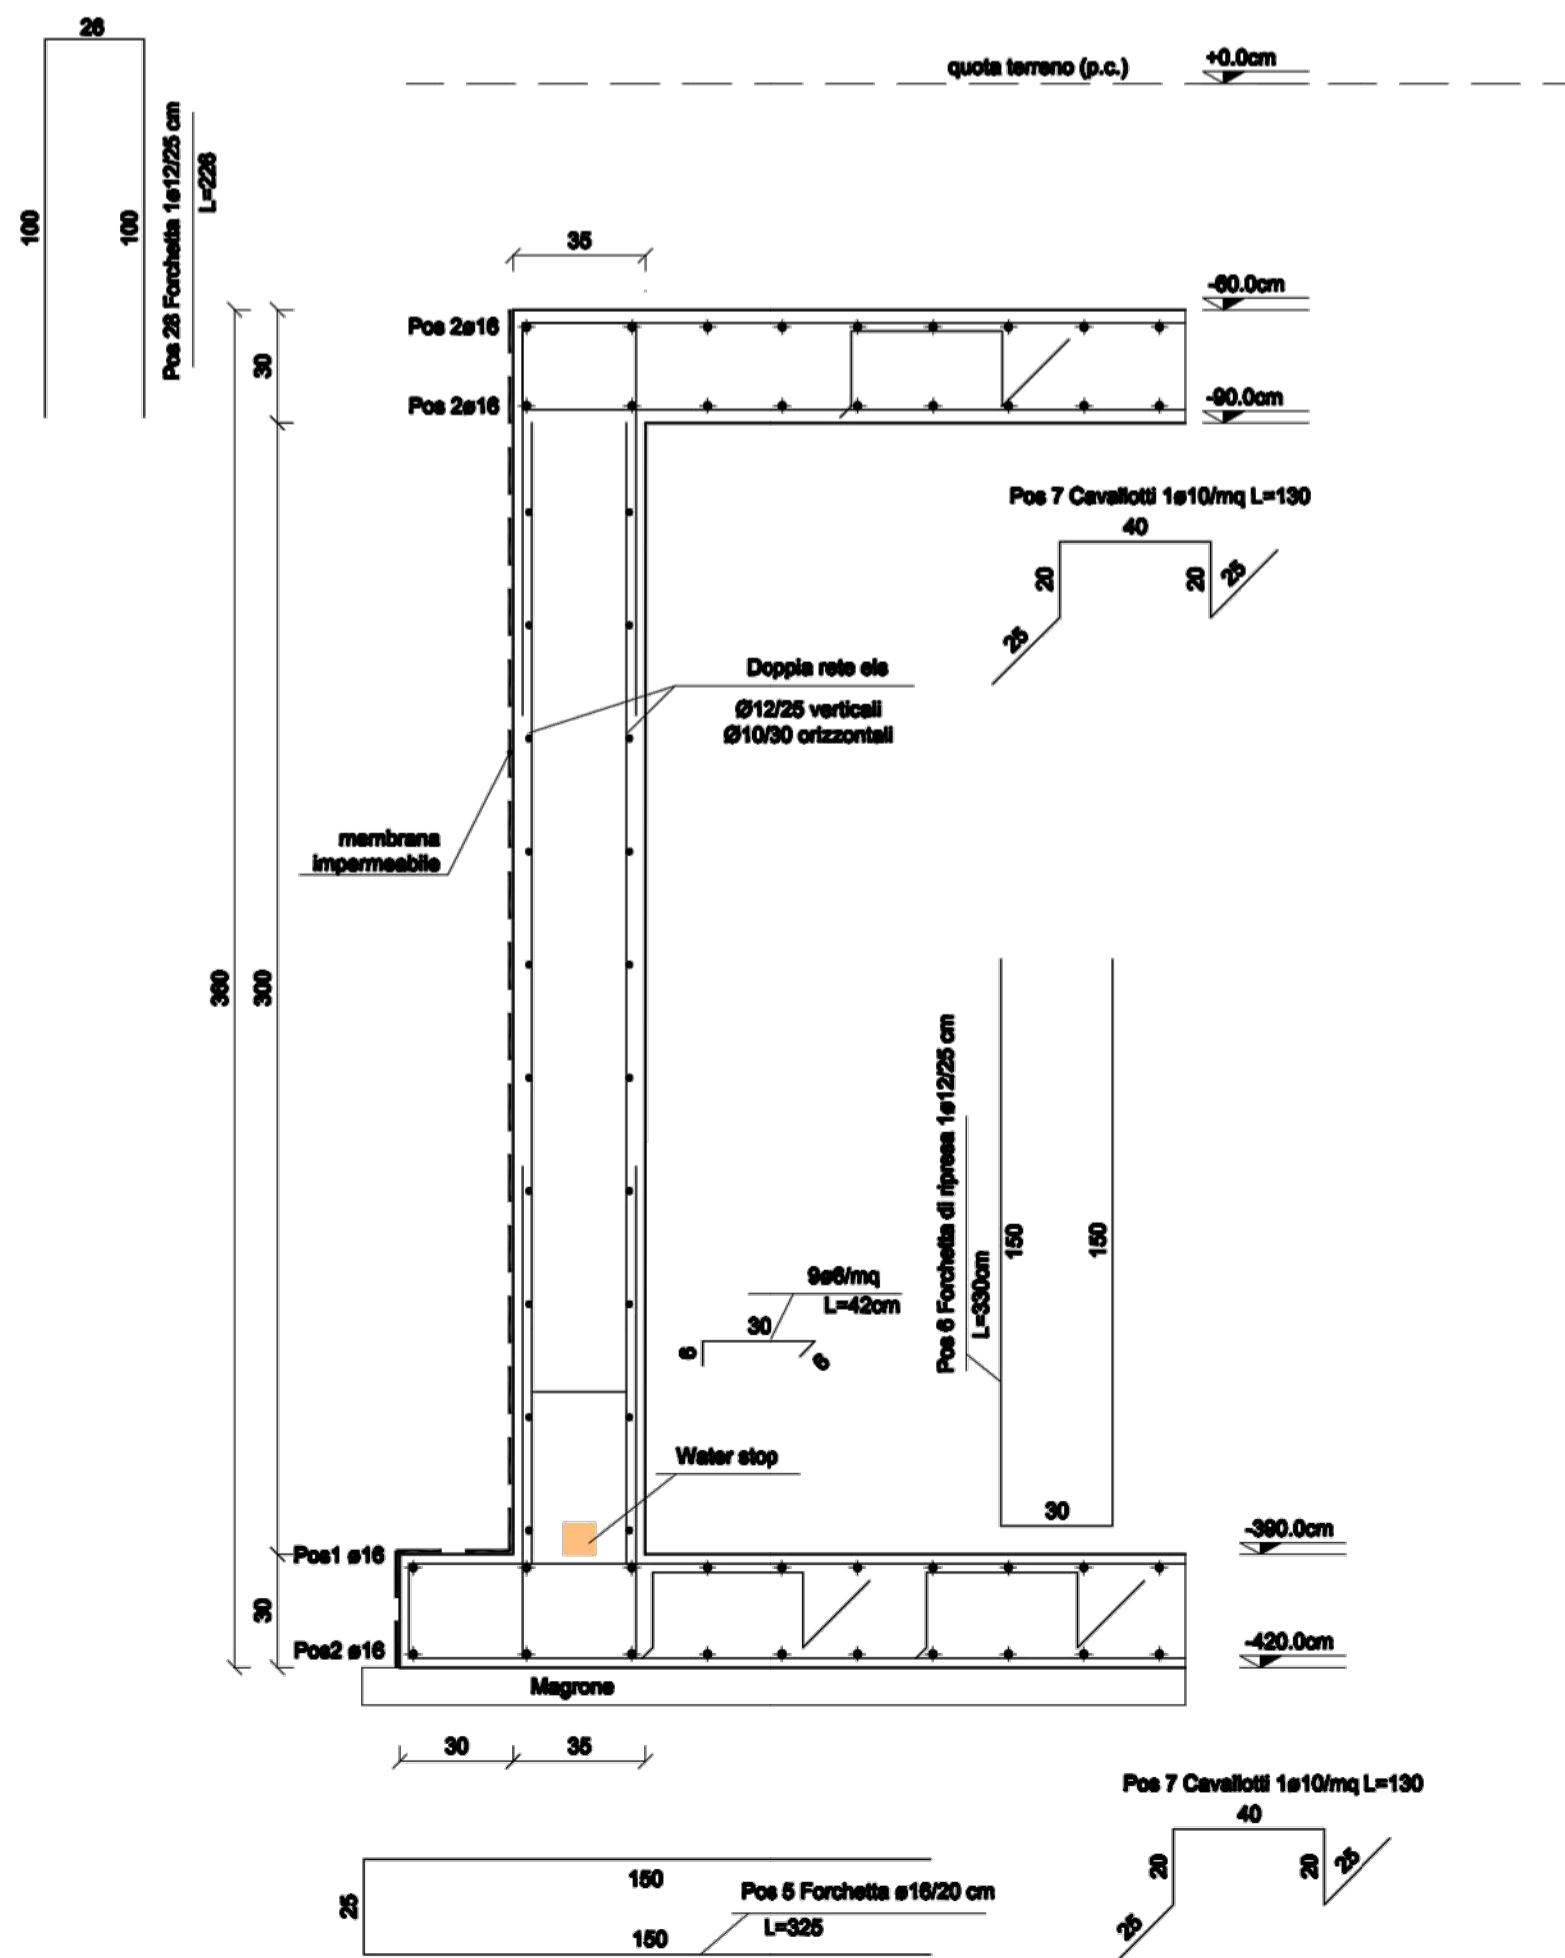 26
quota terreno (p.c.)
+0.0cm
100
100
Pos 28 Forchetta 1ø12/25 cm
L=226
35
-60.0cm
Pos 2ø16
30
Pos 2ø16
-90.0cm
Pos 7 Cavallotti 1ø10/mq L=130
40
20
20
25
25
Doppia rete els
Ø12/25 verticali
Ø10/30 orizzontali
membrana
impermeabile
360
300
Pos 6 Forchetta di ripresa 1ø12/25 cm
L=330cm
150
150
30
9ø6/mq
L=42cm
30
6
6
Water stop
-390.0cm
Pos1 ø16
30
Pos2 ø16
-420.0cm
Magrone
30
35
Pos 7 Cavallotti 1ø10/mq L=130
40
20
20
25
25
25
150
Pos 5 Forchetta ø16/20 cm
L=325
150